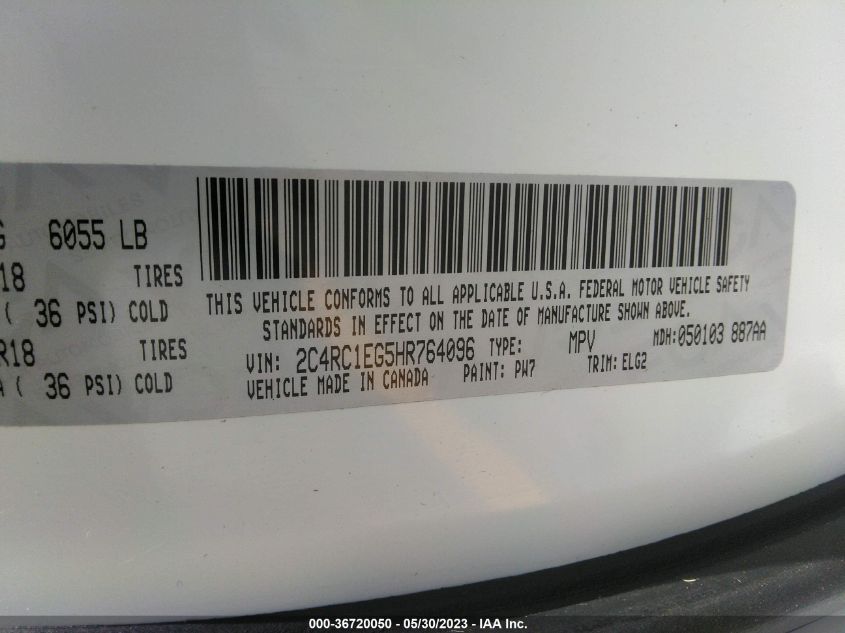 6055 LB
18 TIRES
( 36 PSI) COLD
R18 TIRES
( 36 PSI) COLD
THIS VEHICLE CONFORMS TO ALL APPLICABLE U.S.A. FEDERAL MOTOR VEHICLE SAFETY
STANDARDS IN EFFECT ON THE DATE OF MANUFACTURE SHOWN ABOVE.
VIN: 2C4RC1EG5HR764096 TYPE: MPV MDH:050103 887AA
VEHICLE MADE IN CANADA PAINT: PW7 TRIM: ELG2
000-36720050 - 05/30/2023 - IAA Inc.